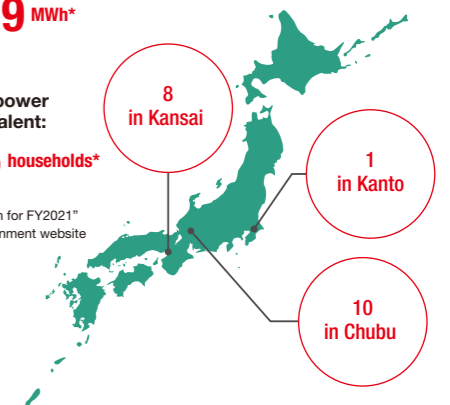 9 MWh*
power
alent:
households*
n for FY2021”
nment website
8
in Kansai
1
in Kanto
10
in Chubu